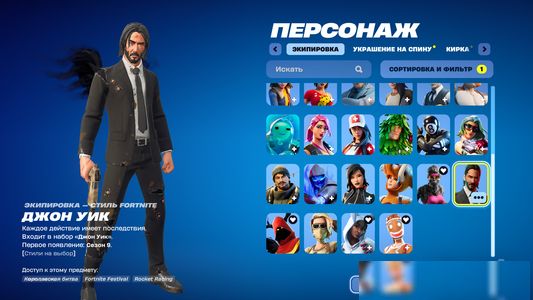 ПЕРСОНАЖ
ЭКИПИРОВКА УКРАШЕНИЕ НА СПИНУ КИРКА
Искать СОРТИРОВКА И ФИЛЬТР 1
ЭКИПИРОВКА — СТИЛЬ FORTNITE
ДЖОН УИК
Каждое действие имеет последствия.
Входит в набор «Джон Уик».
Первое появление: Сезон 9.
[Стили на выбор]
Доступ к этому предмету:
Королевская битва Fortnite Festival Rocket Racing